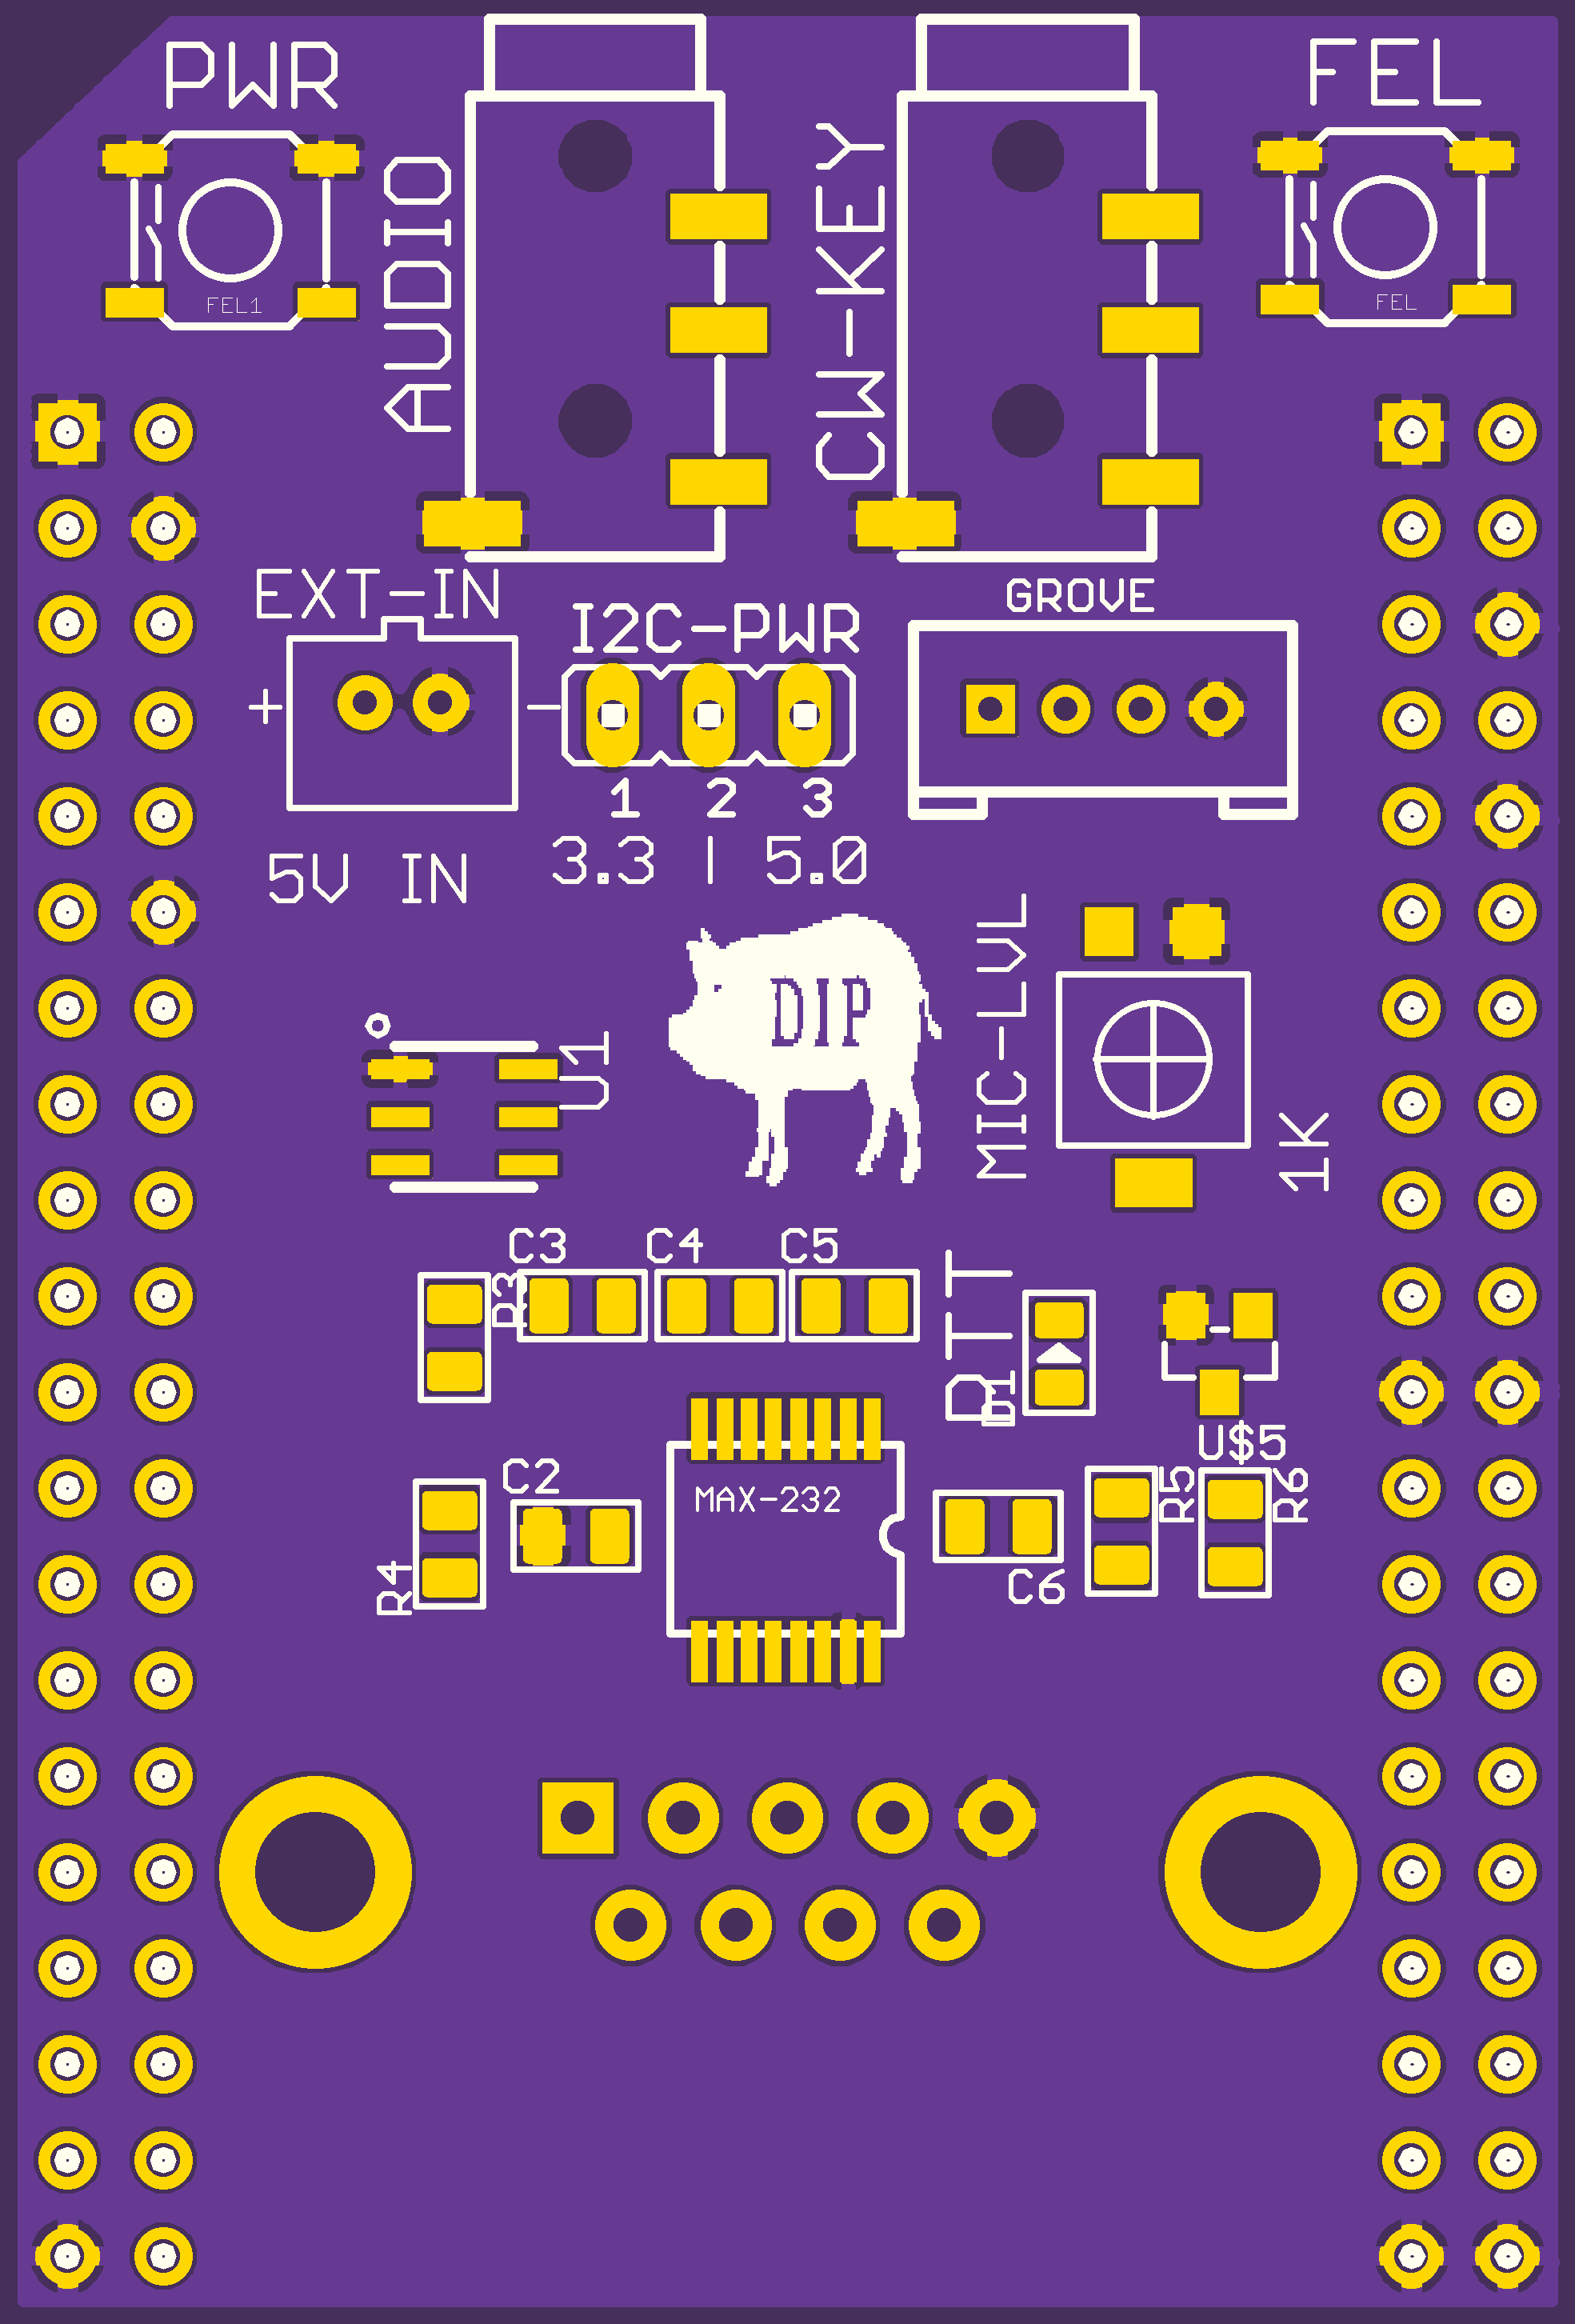 PWR
FEL
AUDIO
CW-KEY
FEL1
FEL
EXT-IN
I2C-PWR
GROVE
+
-
1 2 3
3.3 | 5.0
5V IN
DIP
MIC-LVL
1K
U1
C3
C4
C5
R3
PTT
D1
U$5
C2
MAX-232
R4
C6
R5
R6